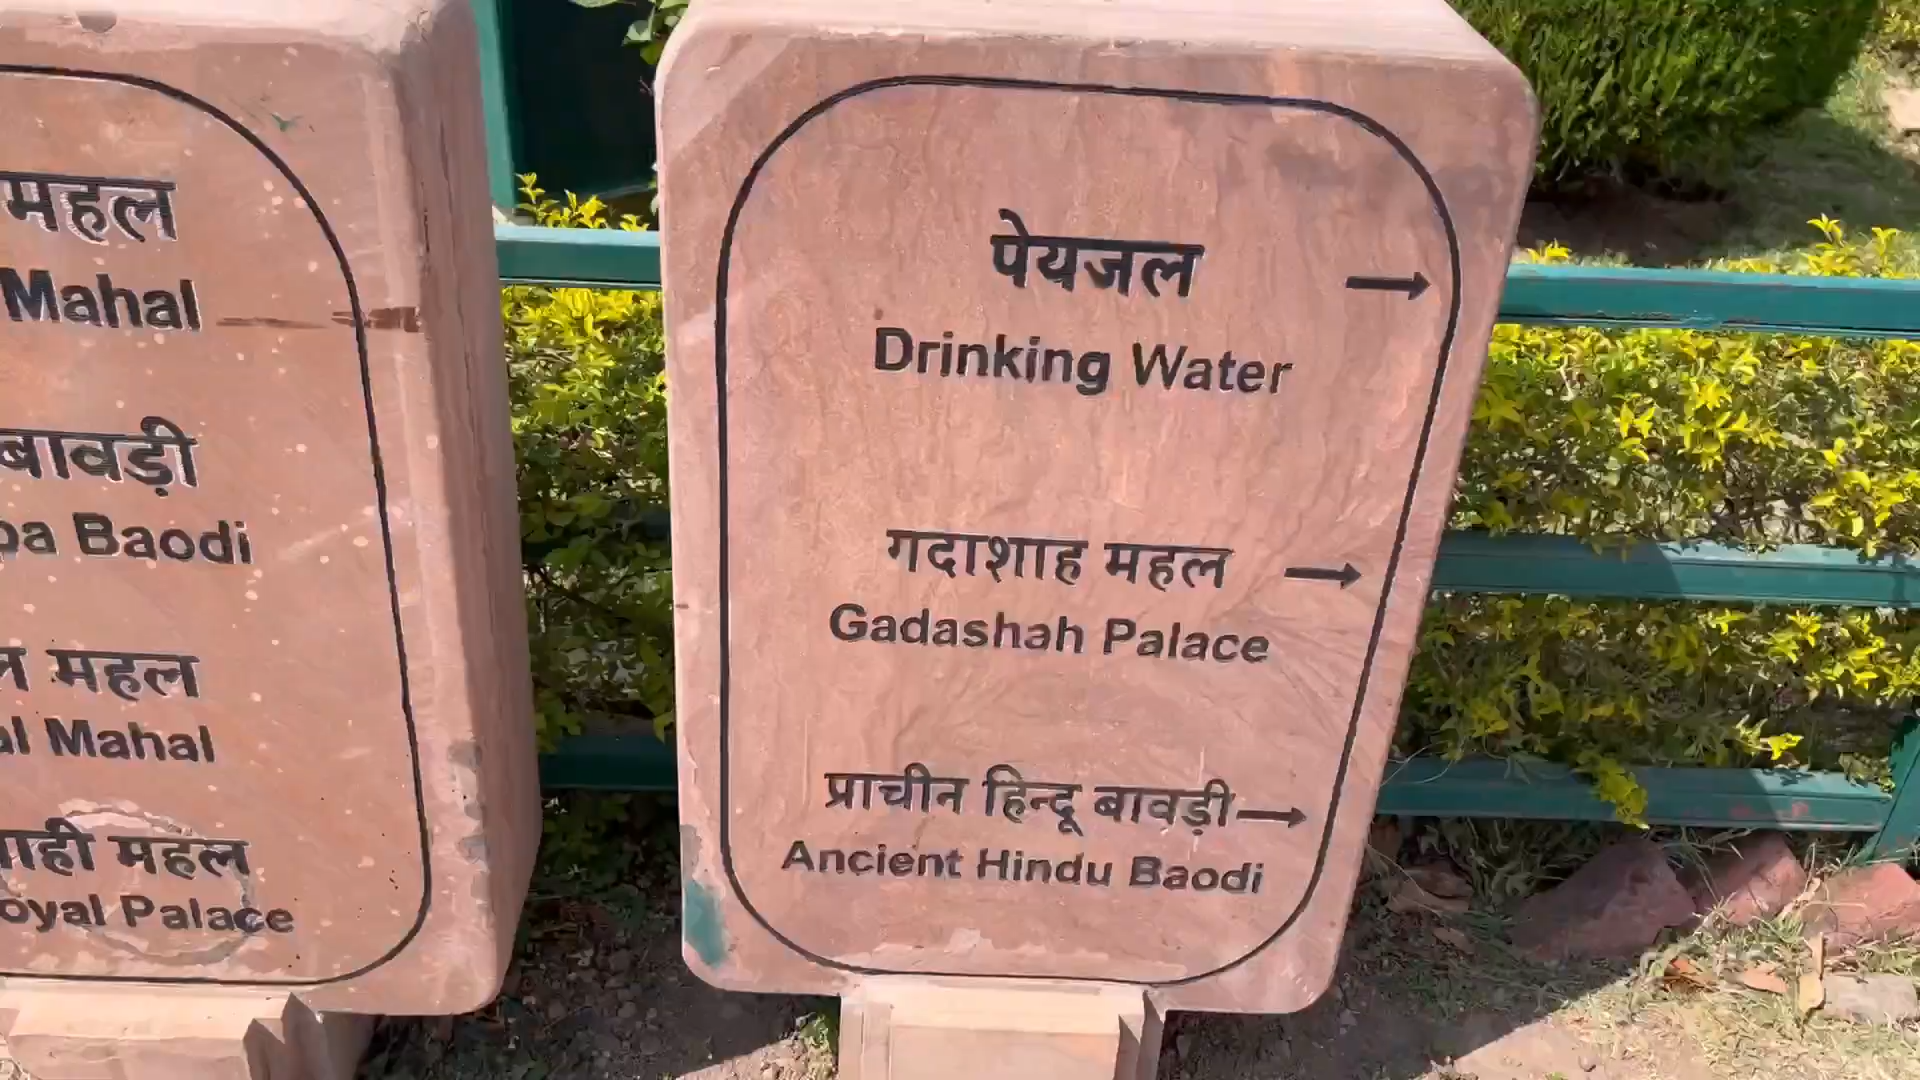 महल
Mahal
बावड़ी
Baodi
महल
Mahal
महल
Palace
पेयजल →
Drinking Water
गदाशाह महल →
Gadashah Palace
प्राचीन हिन्दू बावड़ी →
Ancient Hindu Baodi